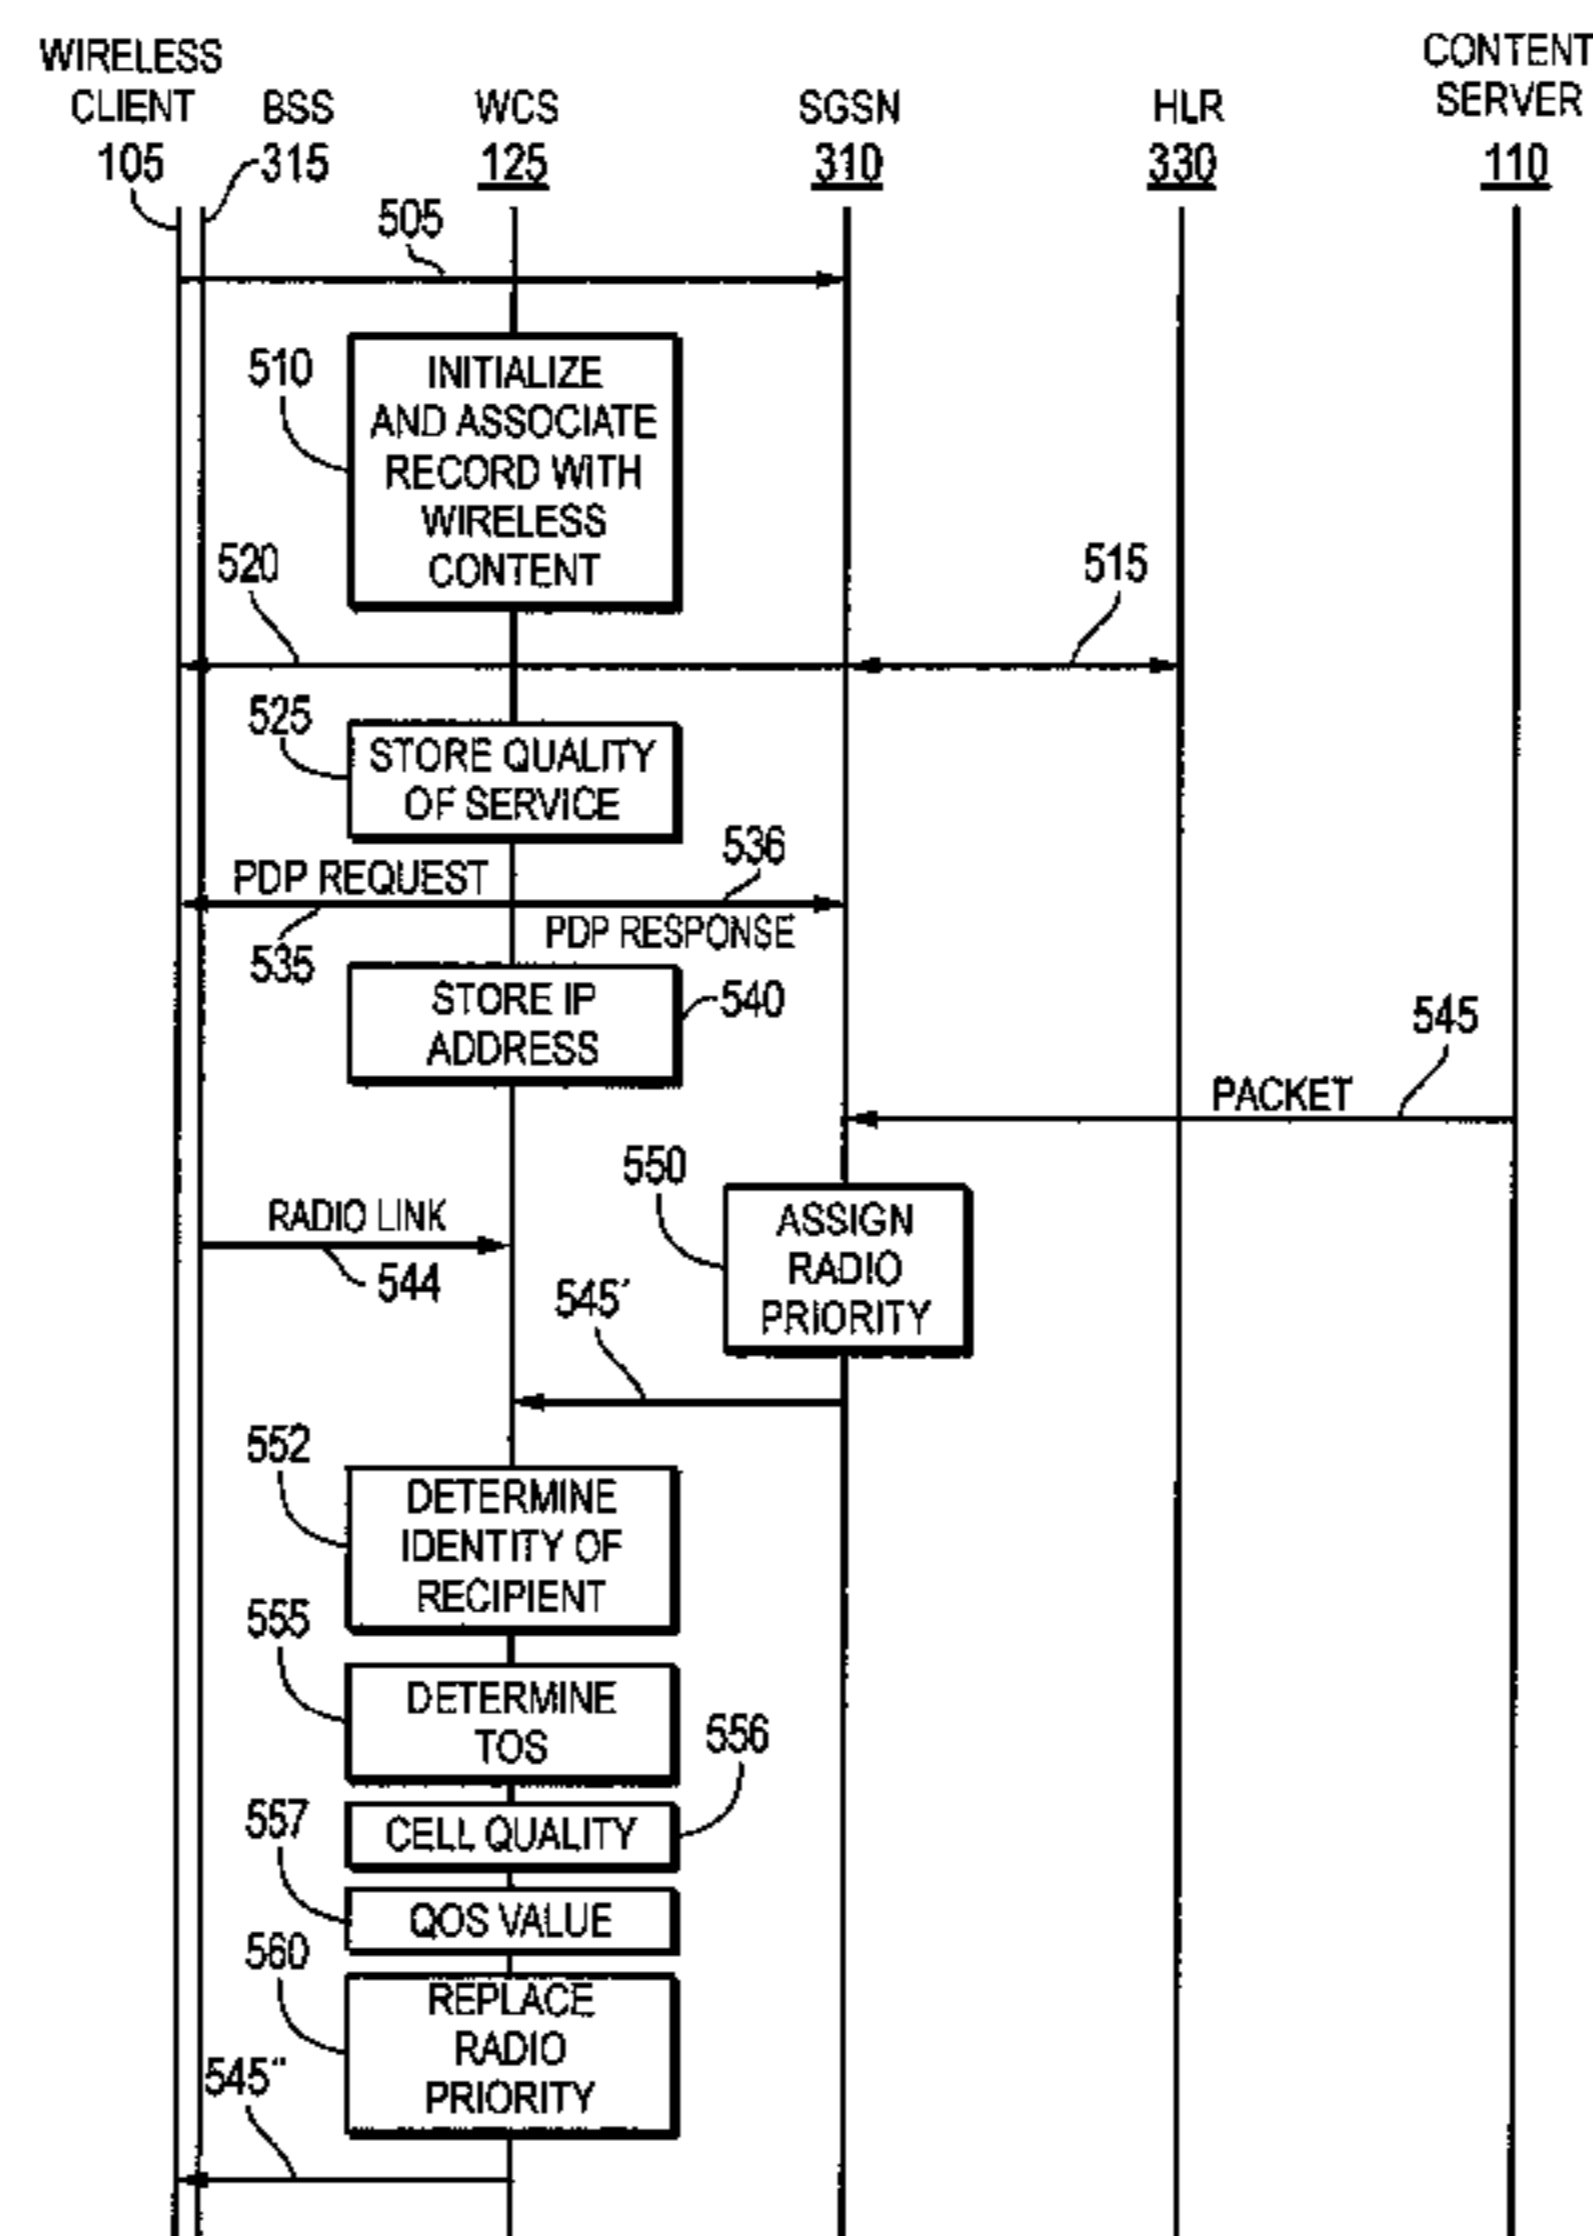 WIRELESS
CLIENT
105
BSS
315
WCS
125
SGSN
310
HLR
330
CONTENT
SERVER
110
505
510
INITIALIZE
AND ASSOCIATE
RECORD WITH
WIRELESS
CONTENT
520
515
525
STORE QUALITY
OF SERVICE
PDP REQUEST
536
535
PDP RESPONSE
STORE IP
ADDRESS
540
545
PACKET
550
ASSIGN
RADIO
PRIORITY
RADIO LINK
544
545'
552
DETERMINE
IDENTITY OF
RECIPIENT
555
DETERMINE
TOS
556
557
CELL QUALITY
QOS VALUE
560
REPLACE
RADIO
PRIORITY
545"